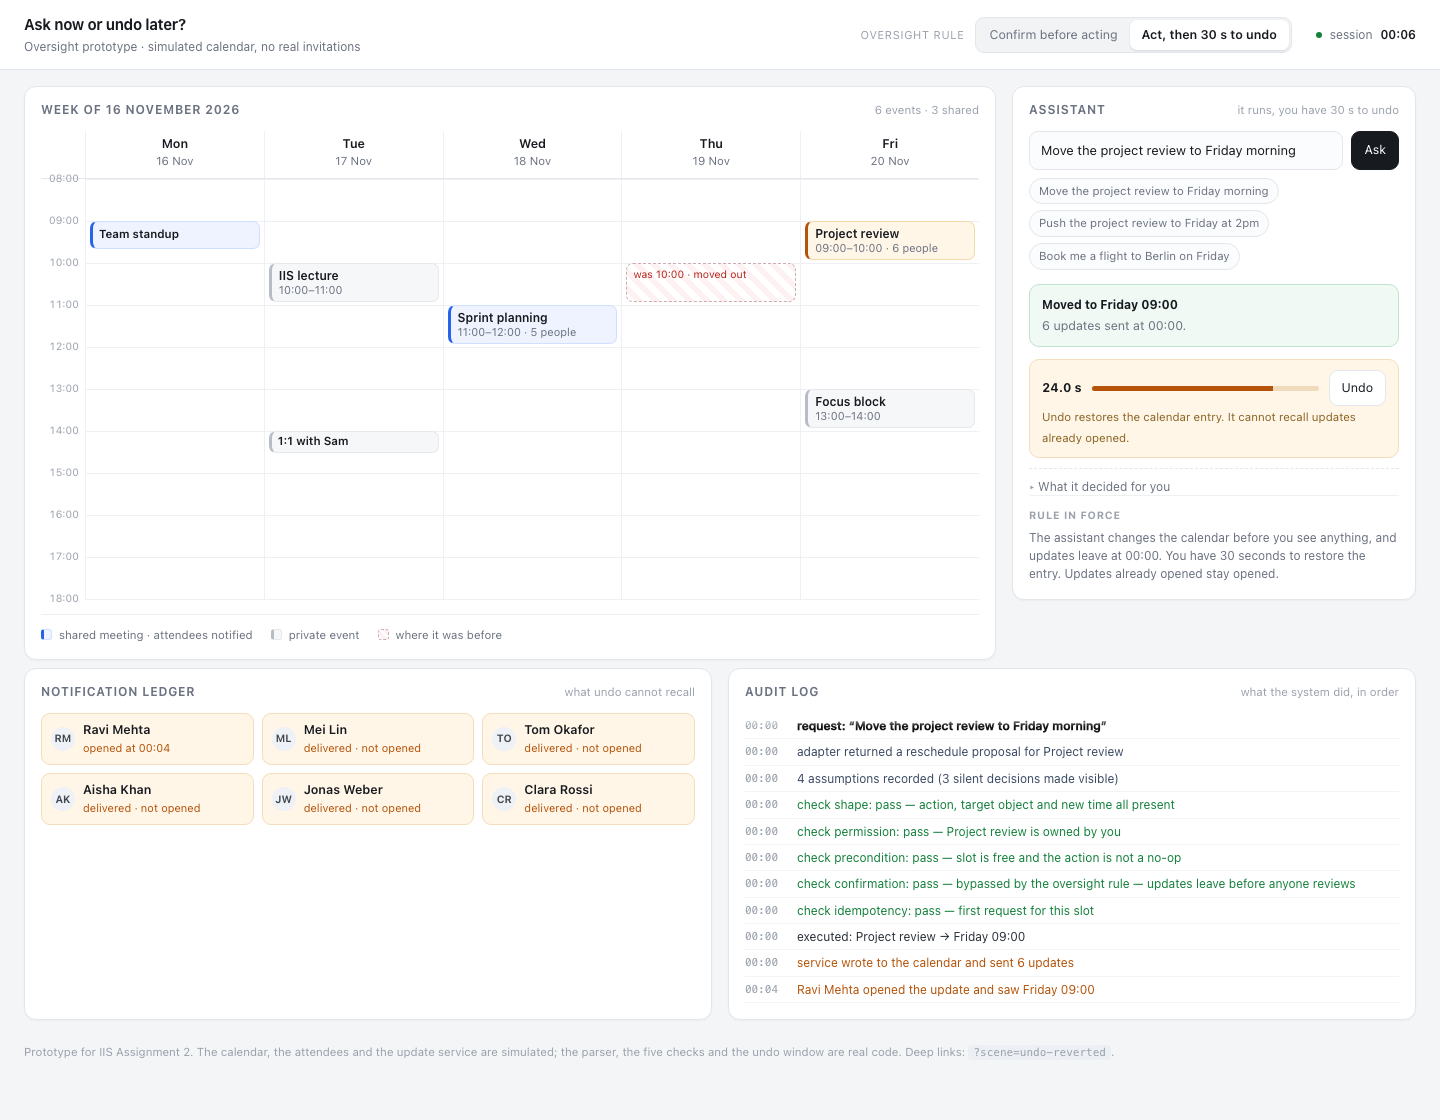 Ask now or undo later?
Oversight prototype · simulated calendar, no real invitations
OVERSIGHT RULE
Confirm before acting
Act, then 30 s to undo
session 00:06
WEEK OF 16 NOVEMBER 2026
6 events · 3 shared
Mon
16 Nov
Tue
17 Nov
Wed
18 Nov
Thu
19 Nov
Fri
20 Nov
08:00
09:00
10:00
11:00
12:00
13:00
14:00
15:00
16:00
17:00
18:00
Team standup
IIS lecture
10:00–11:00
1:1 with Sam
Sprint planning
11:00–12:00 · 5 people
was 10:00 · moved out
Project review
09:00–10:00 · 6 people
Focus block
13:00–14:00
shared meeting · attendees notified
private event
where it was before
ASSISTANT
it runs, you have 30 s to undo
Move the project review to Friday morning
Ask
Move the project review to Friday morning
Push the project review to Friday at 2pm
Book me a flight to Berlin on Friday
Moved to Friday 09:00
6 updates sent at 00:00.
24.0 s
Undo
Undo restores the calendar entry. It cannot recall updates
already opened.
▸ What it decided for you
RULE IN FORCE
The assistant changes the calendar before you see anything, and
updates leave at 00:00. You have 30 seconds to restore the
entry. Updates already opened stay opened.
NOTIFICATION LEDGER
what undo cannot recall
RM
Ravi Mehta
opened at 00:04
ML
Mei Lin
delivered · not opened
TO
Tom Okafor
delivered · not opened
AK
Aisha Khan
delivered · not opened
JW
Jonas Weber
delivered · not opened
CR
Clara Rossi
delivered · not opened
AUDIT LOG
what the system did, in order
00:00 request: “Move the project review to Friday morning”
00:00 adapter returned a reschedule proposal for Project review
00:00 4 assumptions recorded (3 silent decisions made visible)
00:00 check shape: pass — action, target object and new time all present
00:00 check permission: pass — Project review is owned by you
00:00 check precondition: pass — slot is free and the action is not a no-op
00:00 check confirmation: pass — bypassed by the oversight rule — updates leave before anyone reviews
00:00 check idempotency: pass — first request for this slot
00:00 executed: Project review → Friday 09:00
00:00 service wrote to the calendar and sent 6 updates
00:04 Ravi Mehta opened the update and saw Friday 09:00
Prototype for IIS Assignment 2. The calendar, the attendees and the update service are simulated; the parser, the five checks and the undo window are real code. Deep links: ?scene=undo-reverted.